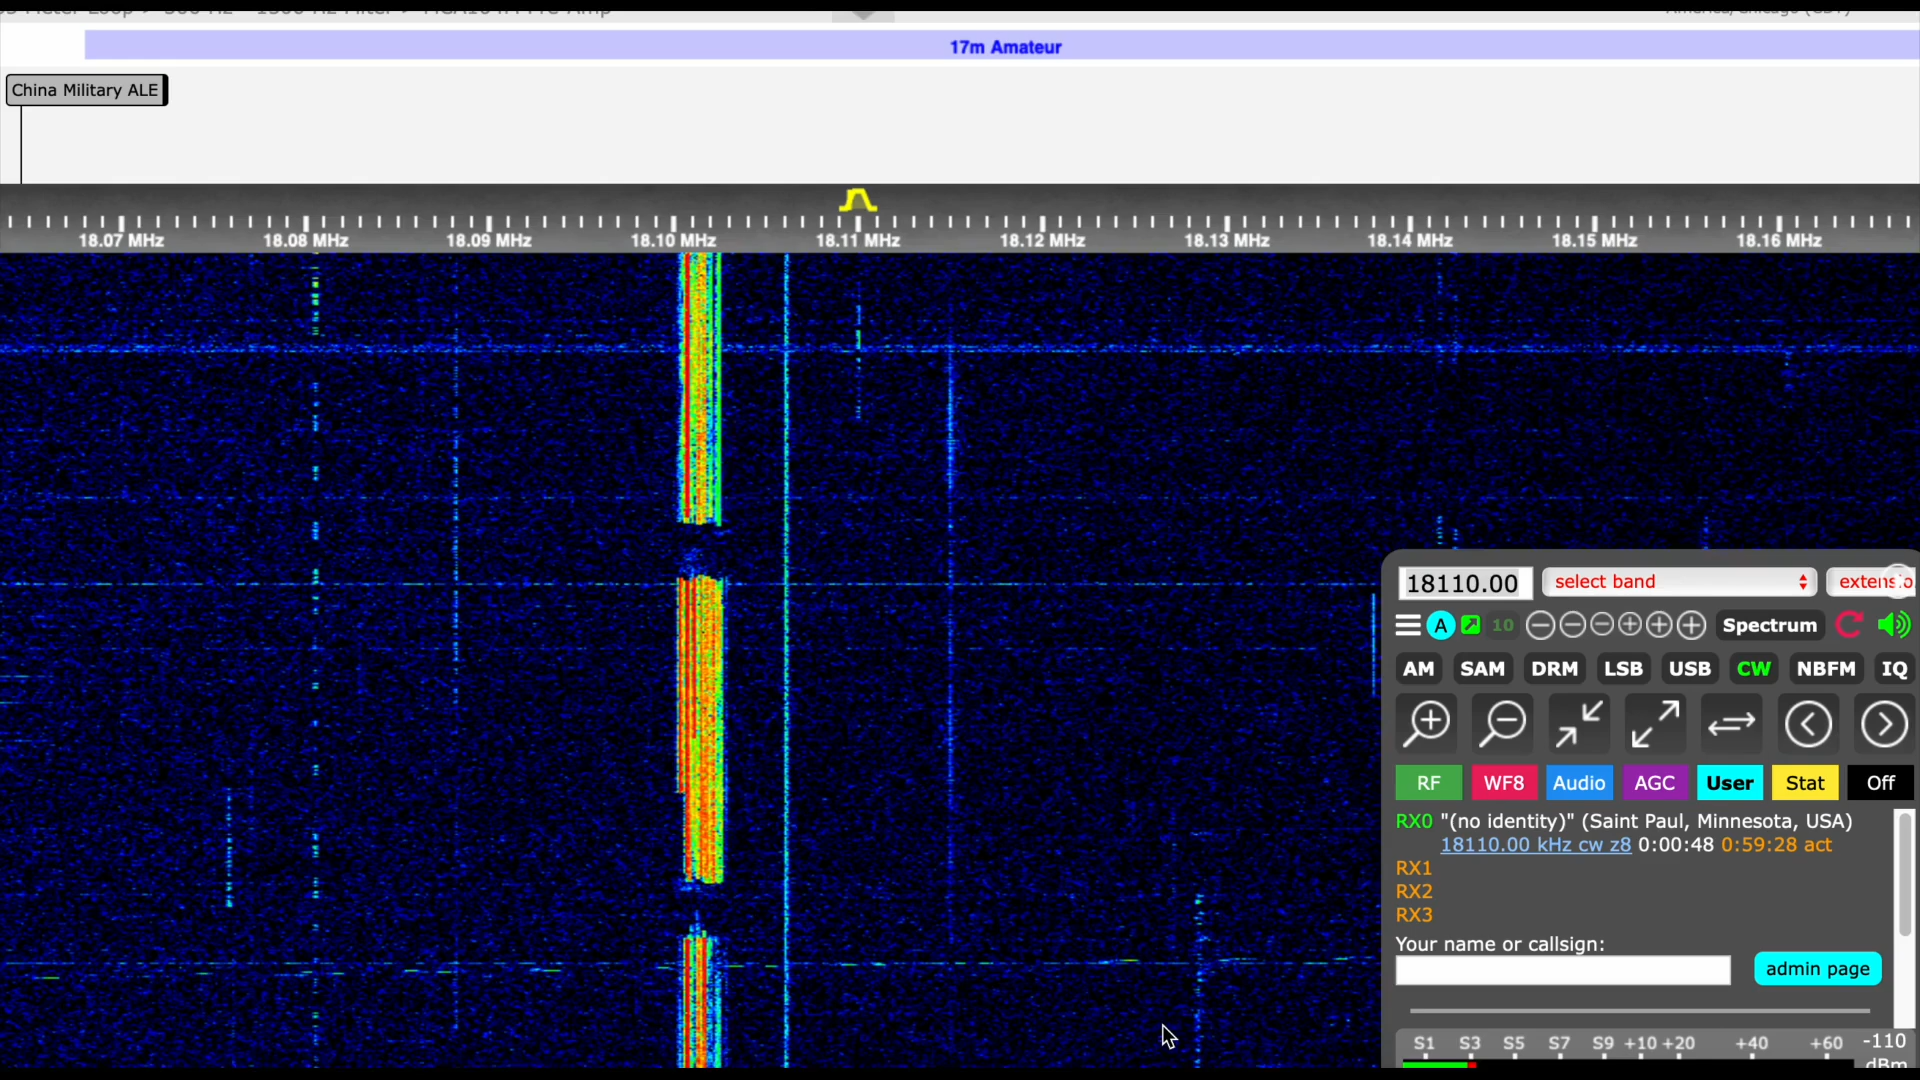 17m Amateur
China Military ALE
18.07 MHz 18.08 MHz 18.09 MHz 18.10 MHz 18.11 MHz 18.12 MHz 18.13 MHz 18.14 MHz 18.15 MHz 18.16 MHz
18110.00 select band
A 10 Spectrum
AM SAM DRM LSB USB CW NBFM IQ
RF WF8 Audio AGC User Stat Off
RX0 "(no identity)" (Saint Paul, Minnesota, USA)
18110.00 kHz cw z8 0:00:48 0:59:28 act
RX1
RX2
RX3
Your name or callsign:
admin page
S1 S3 S5 S7 S9 +10 +20 +40 +60 -110
dBm